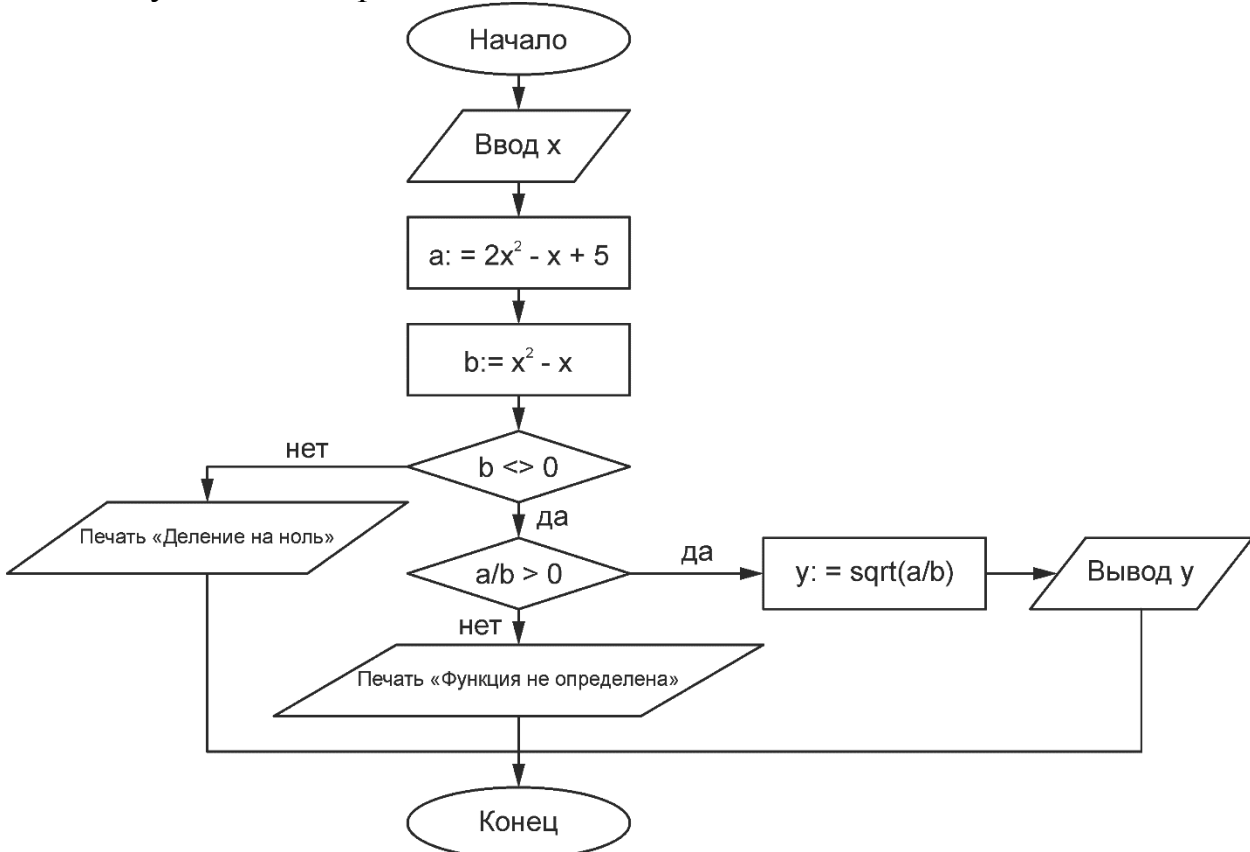 Начало
Ввод x
a: = 2x² - x + 5
b:= x² - x
b <> 0
нет
да
Печать «Деление на ноль»
a/b > 0
да
нет
y: = sqrt(a/b)
Вывод y
Печать «Функция не определена»
Конец